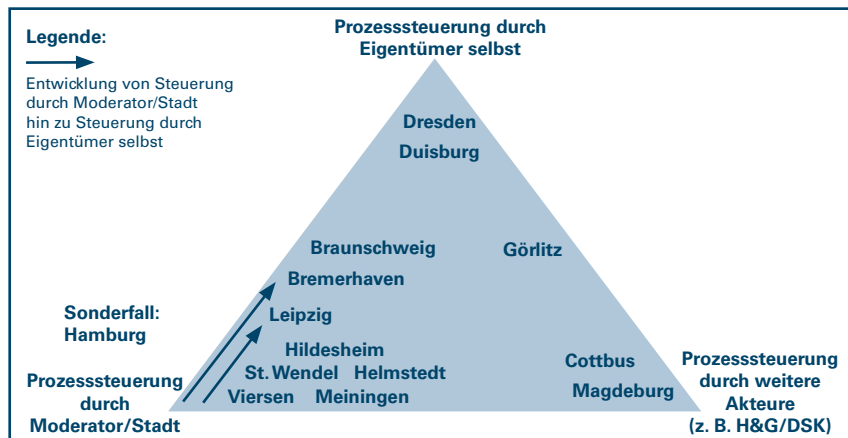 Legende:
Entwicklung von Steuerung
durch Moderator/Stadt
hin zu Steuerung durch
Eigentümer selbst
Prozesssteuerung durch
Eigentümer selbst
Dresden
Duisburg
Braunschweig
Görlitz
Bremerhaven
Sonderfall:
Hamburg
Leipzig
Hildesheim
St. Wendel Helmstedt
Viersen Meiningen
Cottbus
Magdeburg
Prozesssteuerung
durch
Moderator/Stadt
Prozesssteuerung
durch weitere
Akteure
(z. B. H&G/DSK)